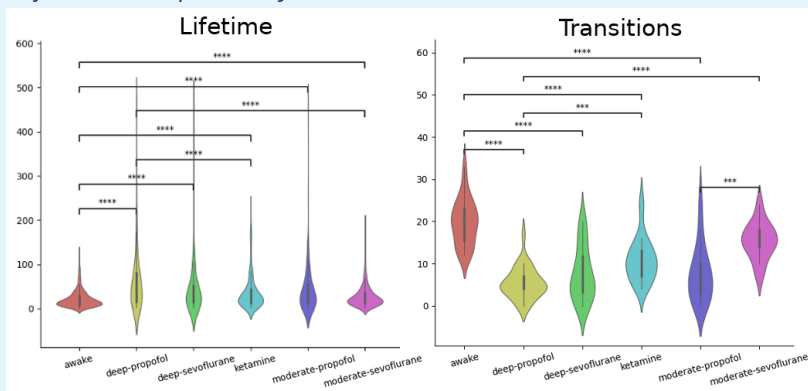 Lifetime
600
500
400
300
200
100
0
****
****
****
****
****
****
****
awake
deep-propofol
deep-sevoflurane
ketamine
moderate-propofol
moderate-sevoflurane
Transitions
60
50
40
30
20
10
0
****
****
****
***
****
****
***
awake
deep-propofol
deep-sevoflurane
ketamine
moderate-propofol
moderate-sevoflurane